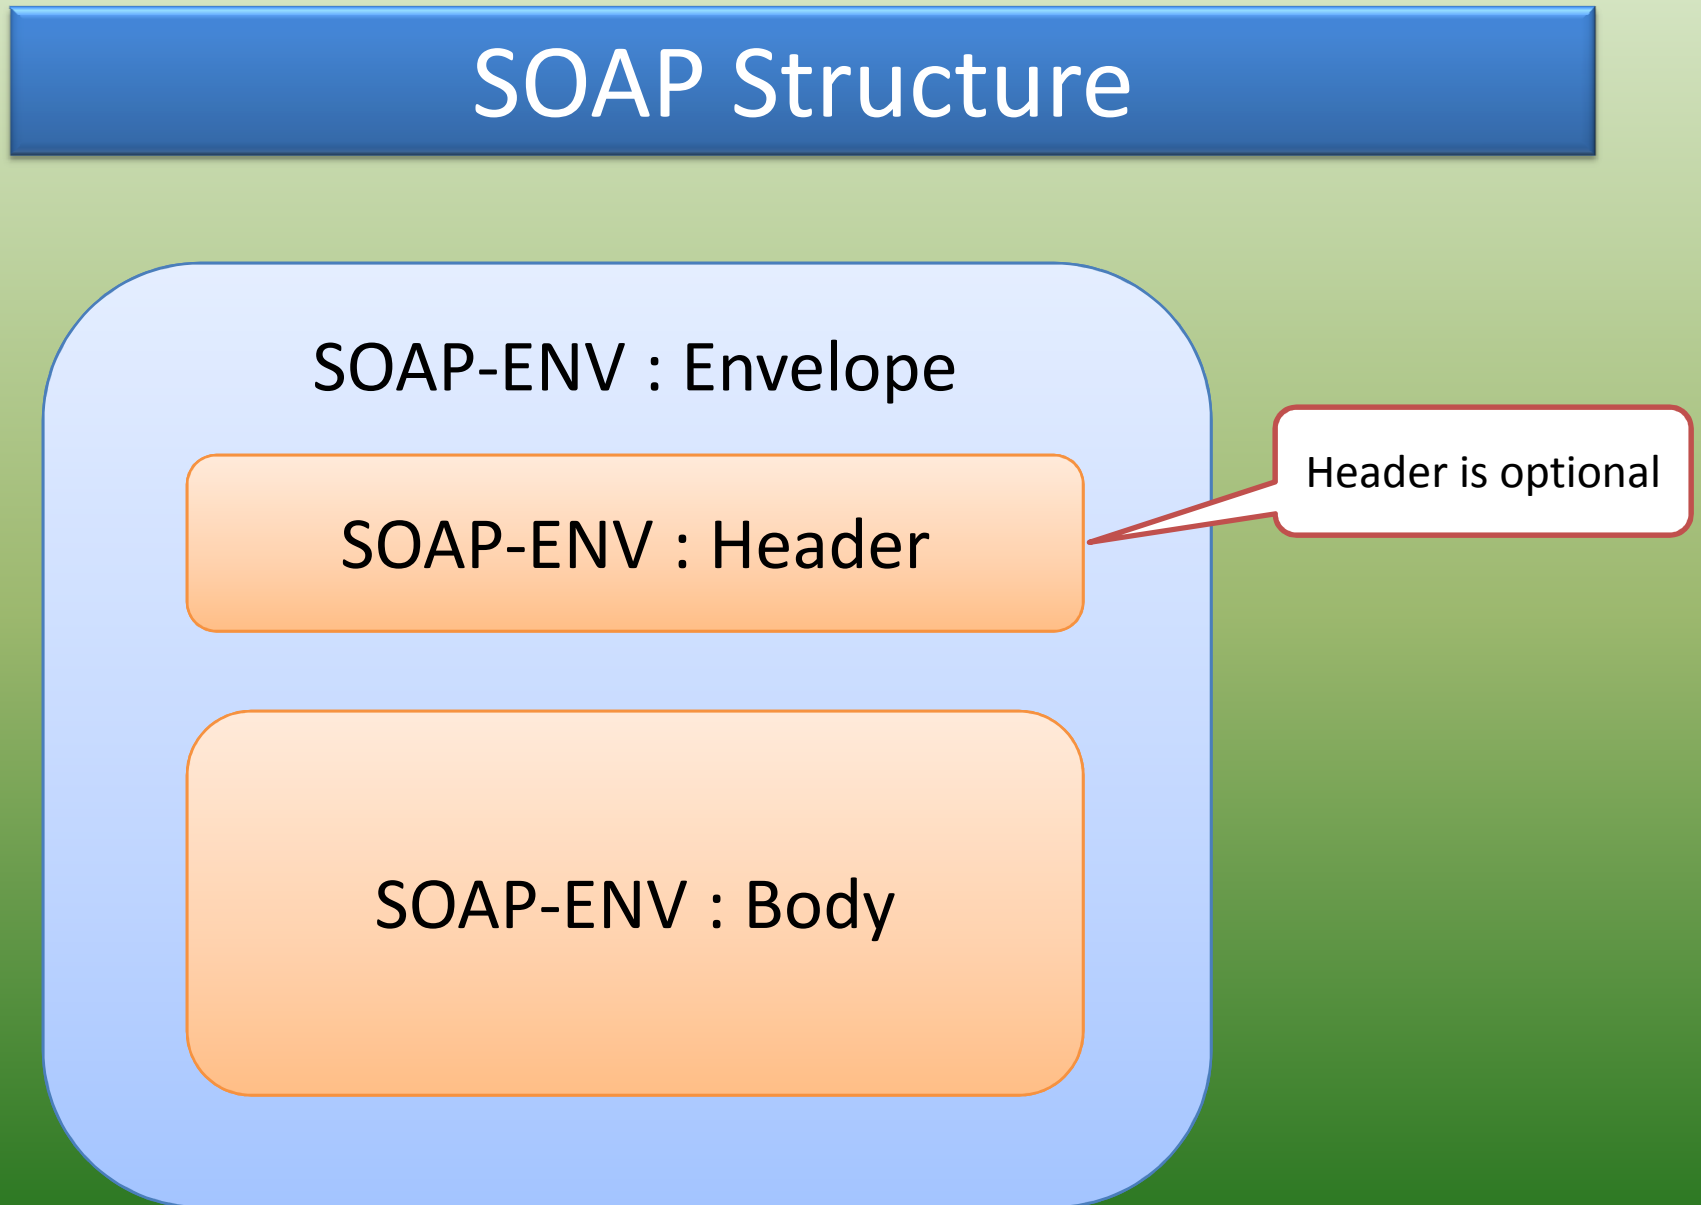 SOAP Structure
SOAP-ENV : Envelope
SOAP-ENV : Header
Header is optional
SOAP-ENV : Body